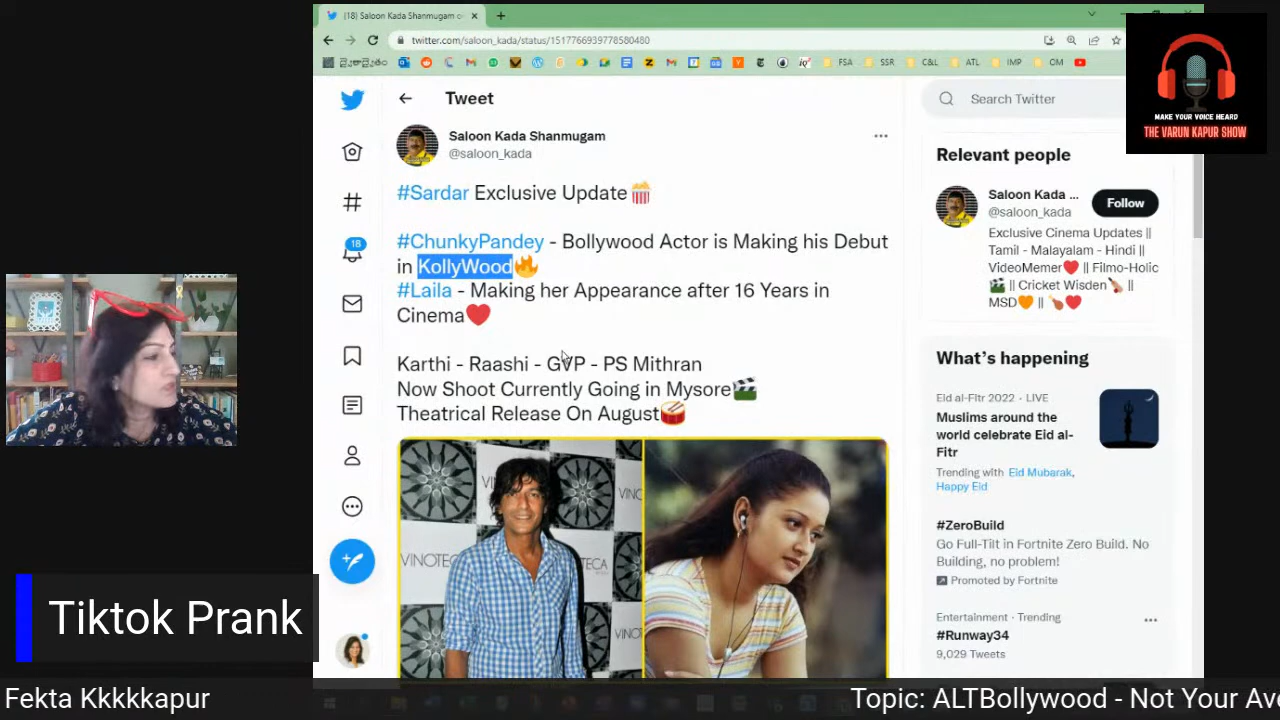 (18) Saloon Kada Shanmugam o
twitter.com/saloon_kada/status/1517766939778580480
FSA
SSR
C&L
ATL
IMP
OM
MAKE YOUR VOICE HEARD
THE VARUN KAPUR SHOW
Tweet
Search Twitter
Saloon Kada Shanmugam
@saloon_kada
#Sardar Exclusive Update🍿
#ChunkyPandey - Bollywood Actor is Making his Debut
in KollyWood🔥
#Laila - Making her Appearance after 16 Years in
Cinema❤️
Karthi - Raashi - GVP - PS Mithran
Now Shoot Currently Going in Mysore🎬
Theatrical Release On August🥁
VINOTEC
VINO
TECA
Relevant people
Saloon Kada ...
@saloon_kada
Follow
Exclusive Cinema Updates ||
Tamil - Malayalam - Hindi ||
VideoMemer❤️ || Filmo-Holic
🎬 || Cricket Wisden🏏 ||
MSD🧡 || 🍗❤️
What's happening
Eid al-Fitr 2022 · LIVE
Muslims around the
world celebrate Eid al-
Fitr
Trending with Eid Mubarak,
Happy Eid
#ZeroBuild
Go Full-Tilt in Fortnite Zero Build. No
Building, no problem!
Promoted by Fortnite
Entertainment · Trending
#Runway34
9,029 Tweets
18
Tiktok Prank
Fekta Kkkkkapur
Topic: ALTBollywood - Not Your Av